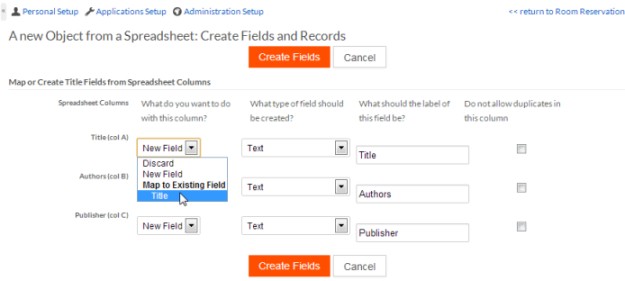 Personal Setup Applications Setup Administration Setup << return to Room Reservation
A new Object from a Spreadsheet: Create Fields and Records
Create Fields Cancel
Map or Create Title Fields from Spreadsheet Columns
Spreadsheet Columns What do you want to do What type of field should What should the label of Do not allow duplicates in
with this column? be created? this field be? this column
Title (col A) New Field Text Title
Discard
New Field
Authors (col B) Map to Existing Field Text Authors
Title
Publisher (col C) New Field Text Publisher
Create Fields Cancel